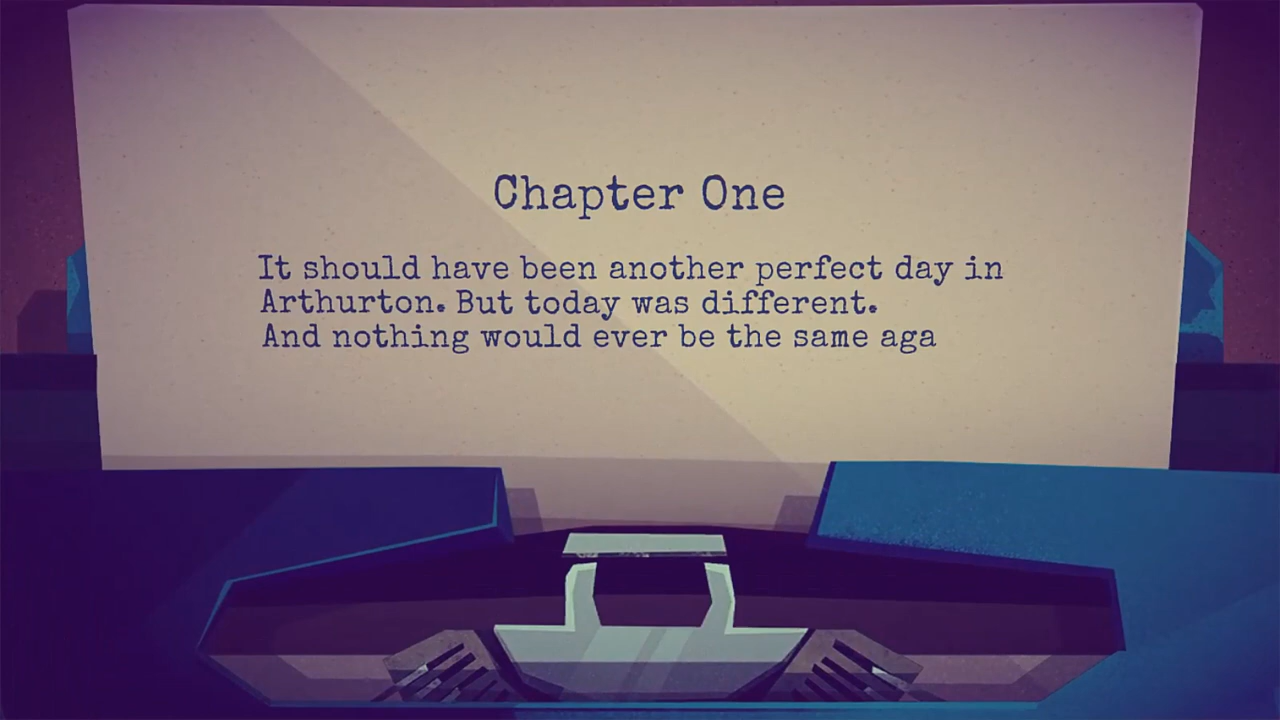 Chapter One
It should have been another perfect day in
Arthurton. But today was different.
And nothing would ever be the same aga